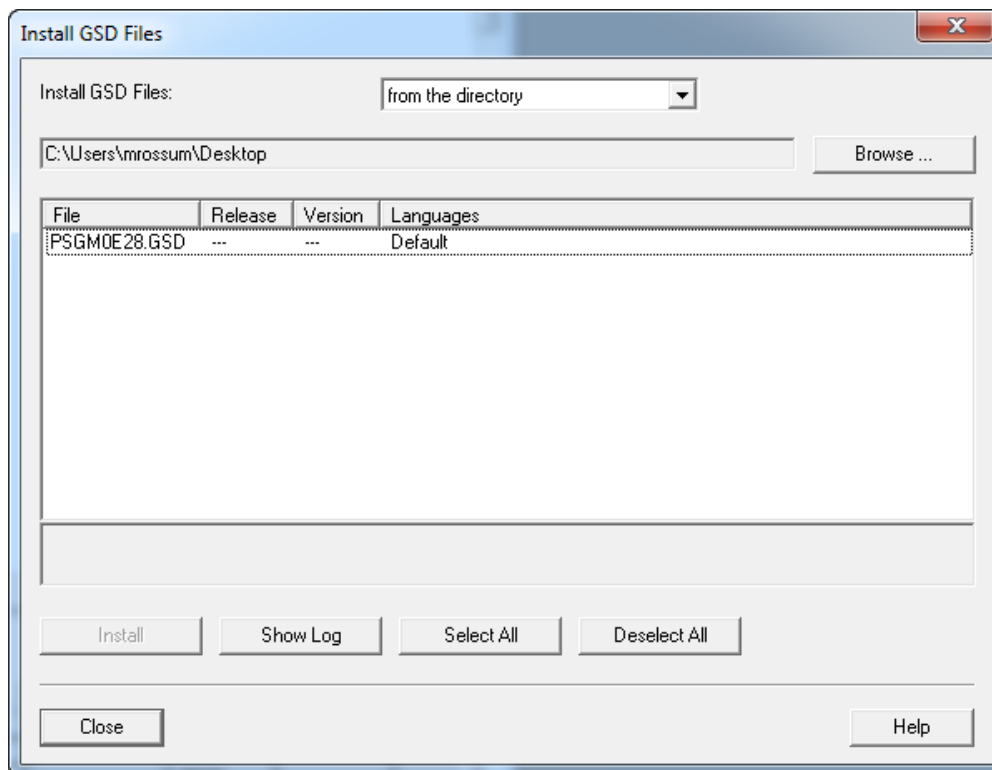 Install GSD Files
Install GSD Files: from the directory
C:\Users\mrossum\Desktop Browse ...
File Release Version Languages
PSGM0E28.GSD --- --- Default
Install Show Log Select All Deselect All
Close Help